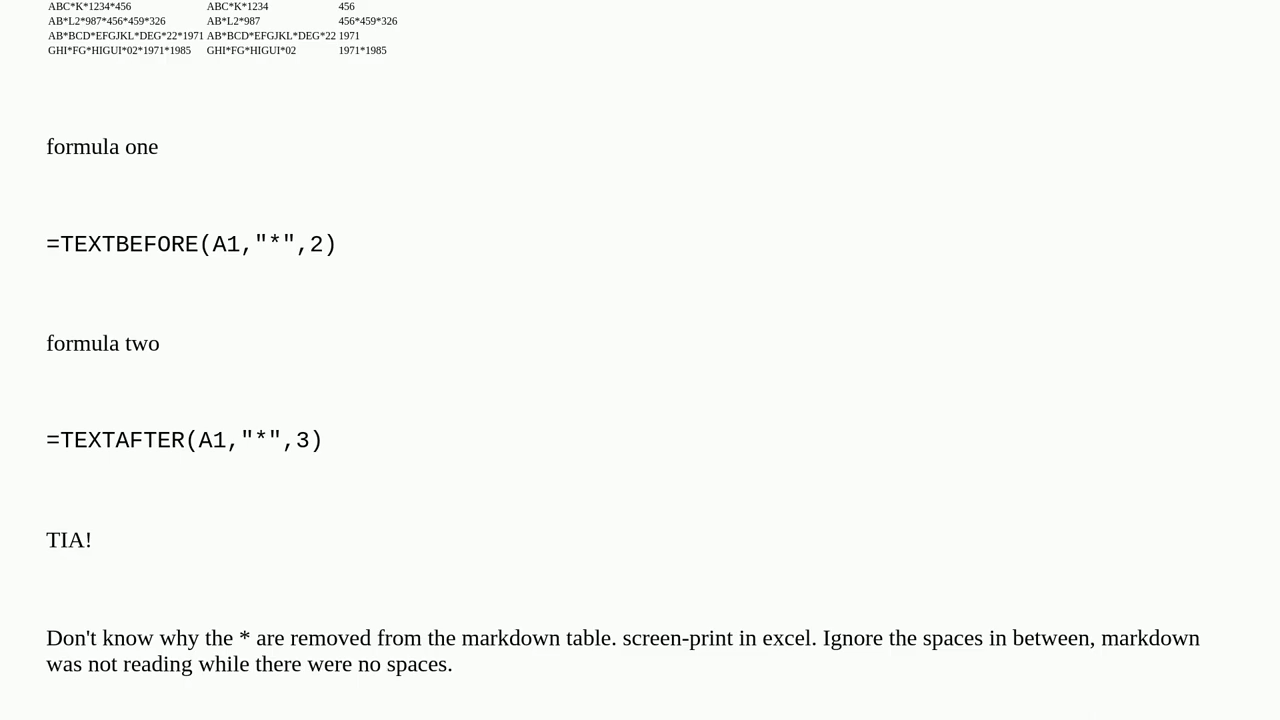 ABC*K*1234*456 ABC*K*1234 456
AB*L2*987*456*459*326 AB*L2*987 456*459*326
AB*BCD*EFGJKL*DEG*22*1971 AB*BCD*EFGJKL*DEG*22 1971
GHI*FG*HIGUI*02*1971*1985 GHI*FG*HIGUI*02 1971*1985
formula one
=TEXTBEFORE(A1,"*",2)
formula two
=TEXTAFTER(A1,"*",3)
TIA!
Don't know why the * are removed from the markdown table. screen-print in excel. Ignore the spaces in between, markdown
was not reading while there were no spaces.